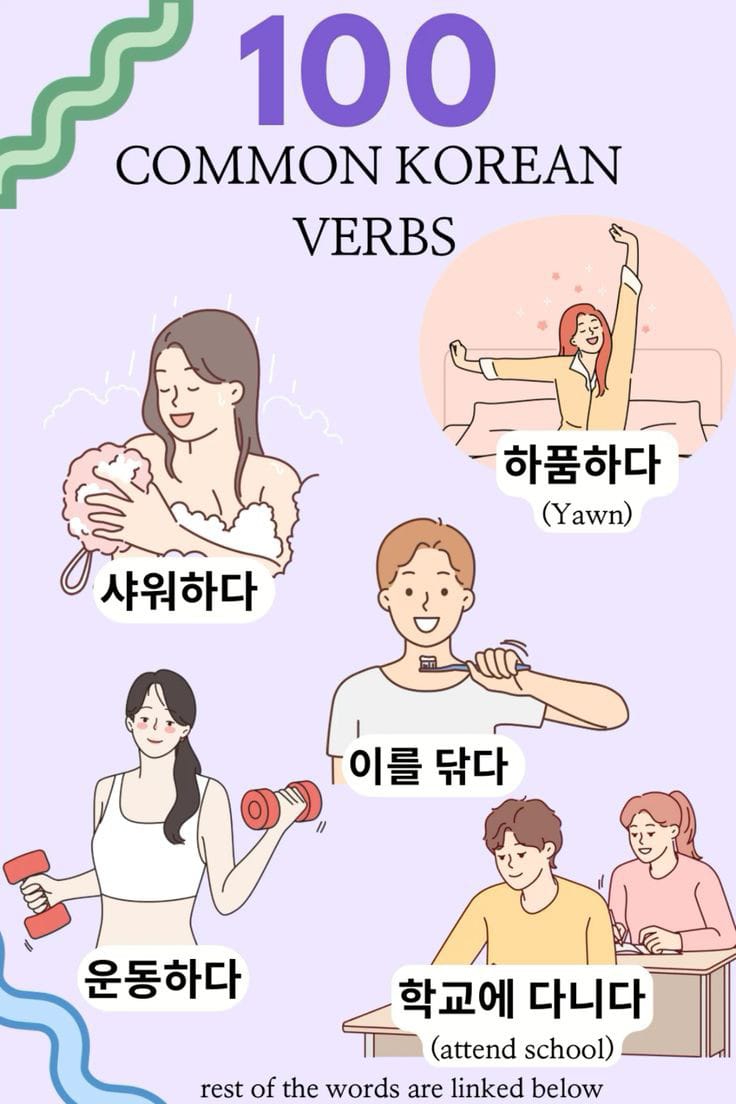 100
COMMON KOREAN
VERBS
하품하다
(Yawn)
샤워하다
이를 닦다
운동하다
학교에 다니다
(attend school)
rest of the words are linked below